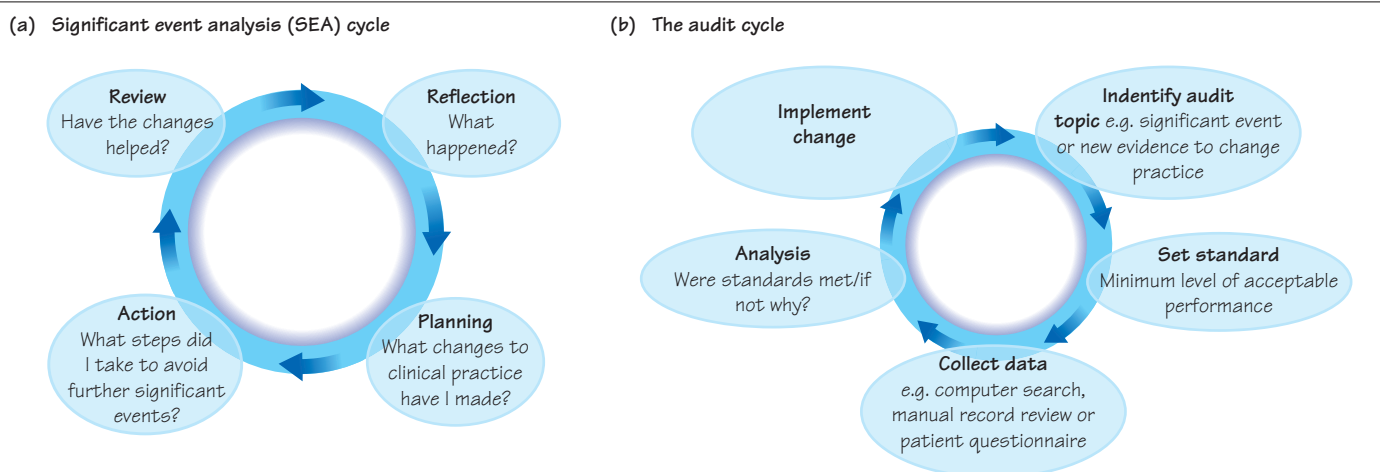 (a) Significant event analysis (SEA) cycle
Review
Have the changes
helped?
Reflection
What
happened?
Planning
What changes to
clinical practice
have I made?
Action
What steps did
I take to avoid
further significant
events?
(b) The audit cycle
Indentify audit
topic e.g. significant event
or new evidence to change
practice
Set standard
Minimum level of acceptable
performance
Collect data
e.g. computer search,
manual record review or
patient questionnaire
Analysis
Were standards met/if
not why?
Implement
change